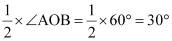 1/2 × ∠AOB = 1/2 × 60° = 30°